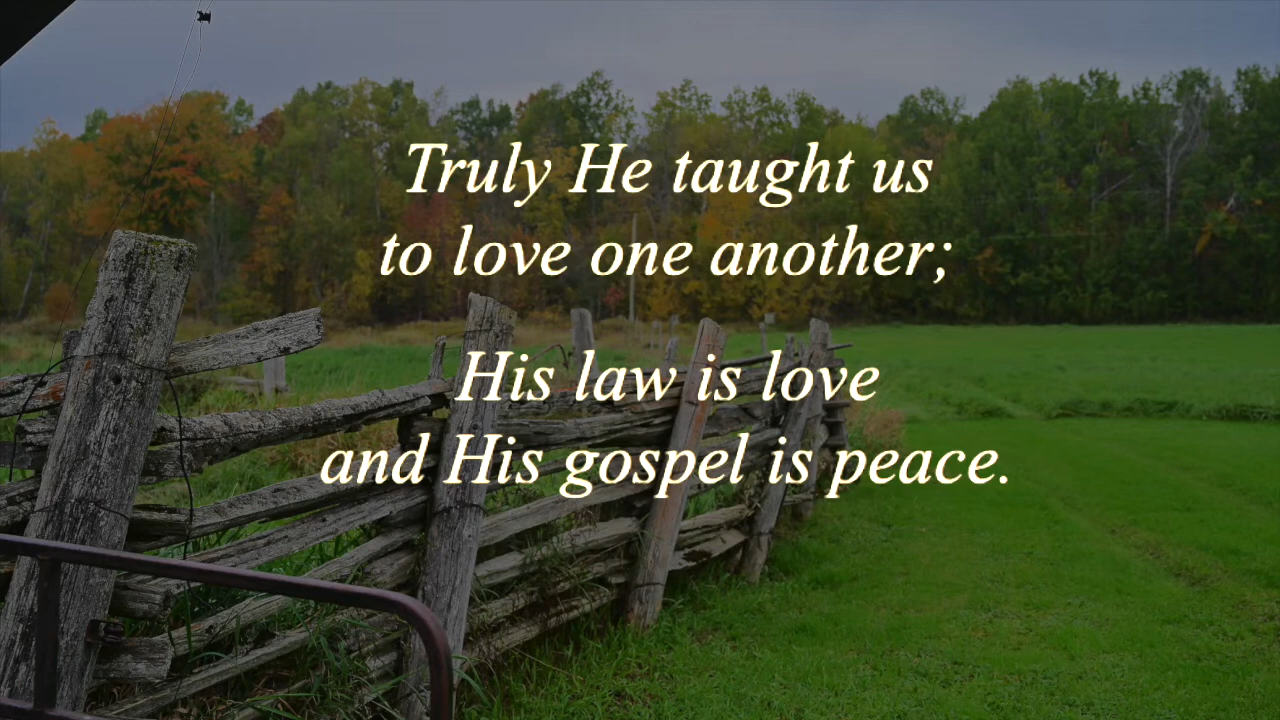 Truly He taught us
to love one another;
His law is love
and His gospel is peace.